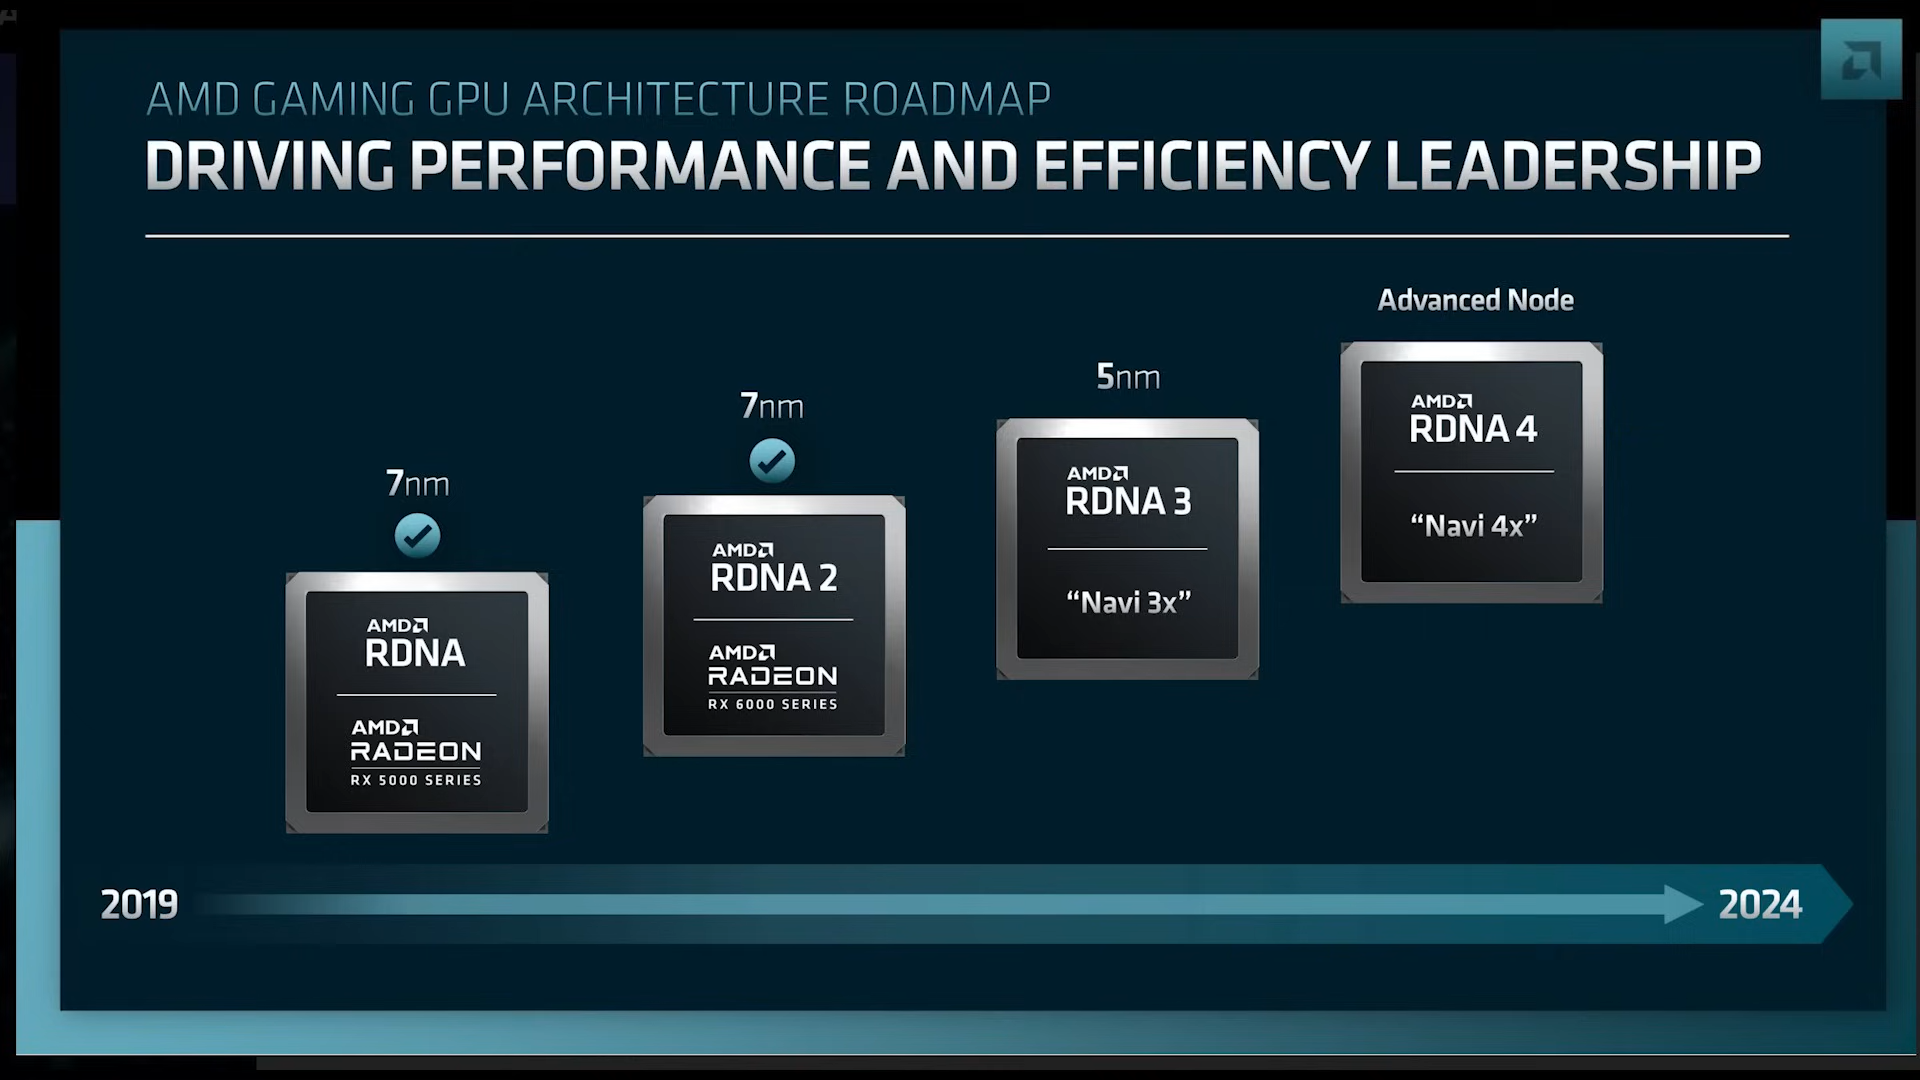 AMD GAMING GPU ARCHITECTURE ROADMAP
DRIVING PERFORMANCE AND EFFICIENCY LEADERSHIP
7nm
AMD
RDNA
AMD
RADEON
RX 5000 SERIES
7nm
AMD
RDNA 2
AMD
RADEON
RX 6000 SERIES
5nm
AMD
RDNA 3
“Navi 3x”
Advanced Node
AMD
RDNA 4
“Navi 4x”
2019
2024